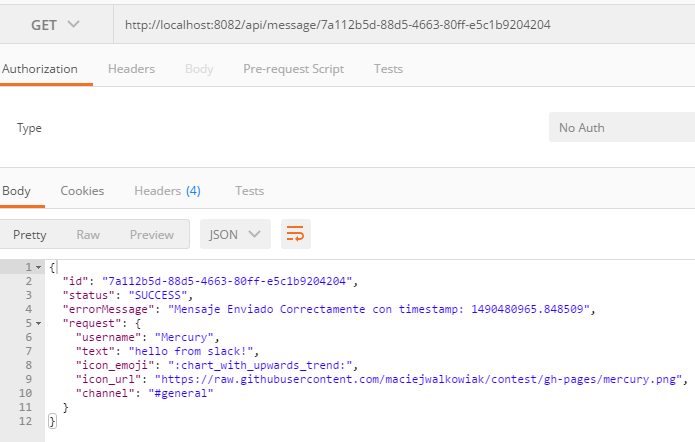 GET http://localhost:8082/api/message/7a112b5d-88d5-4663-80ff-e5c1b9204204
Authorization Headers Body Pre-request Script Tests
Type No Auth
Body Cookies Headers (4) Tests
Pretty Raw Preview JSON
1 {
2 "id": "7a112b5d-88d5-4663-80ff-e5c1b9204204",
3 "status": "SUCCESS",
4 "errorMessage": "Mensaje Enviado Correctamente con timestamp: 1490480965.848509",
5 "request": {
6 "username": "Mercury",
7 "text": "hello from slack!",
8 "icon_emoji": ":chart_with_upwards_trend:",
9 "icon_url": "https://raw.githubusercontent.com/maciejwalkowiak/contest/gh-pages/mercury.png",
10 "channel": "#general"
11 }
12 }